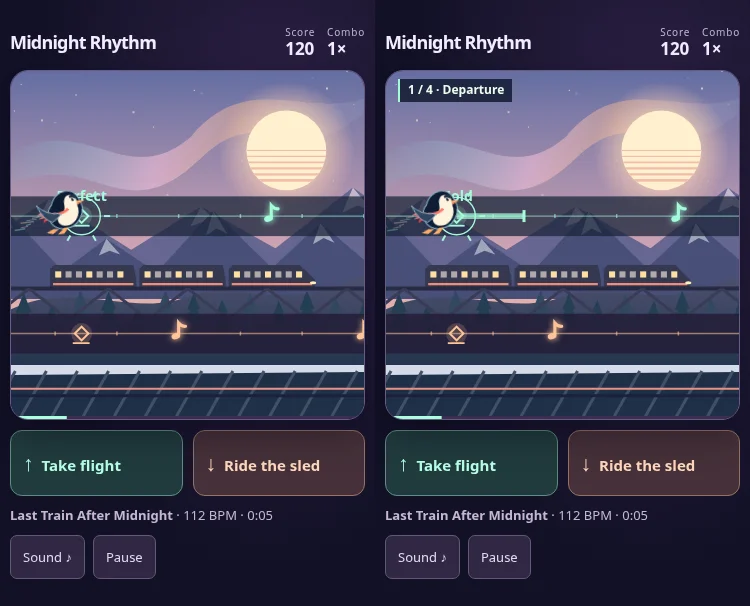 Midnight Rhythm
Score
120
Combo
1×
↑ Take flight
↓ Ride the sled
Last Train After Midnight · 112 BPM · 0:05
Sound ♪
Pause
Midnight Rhythm
Score
120
Combo
1×
1 / 4 · Departure
↑ Take flight
↓ Ride the sled
Last Train After Midnight · 112 BPM · 0:05
Sound ♪
Pause